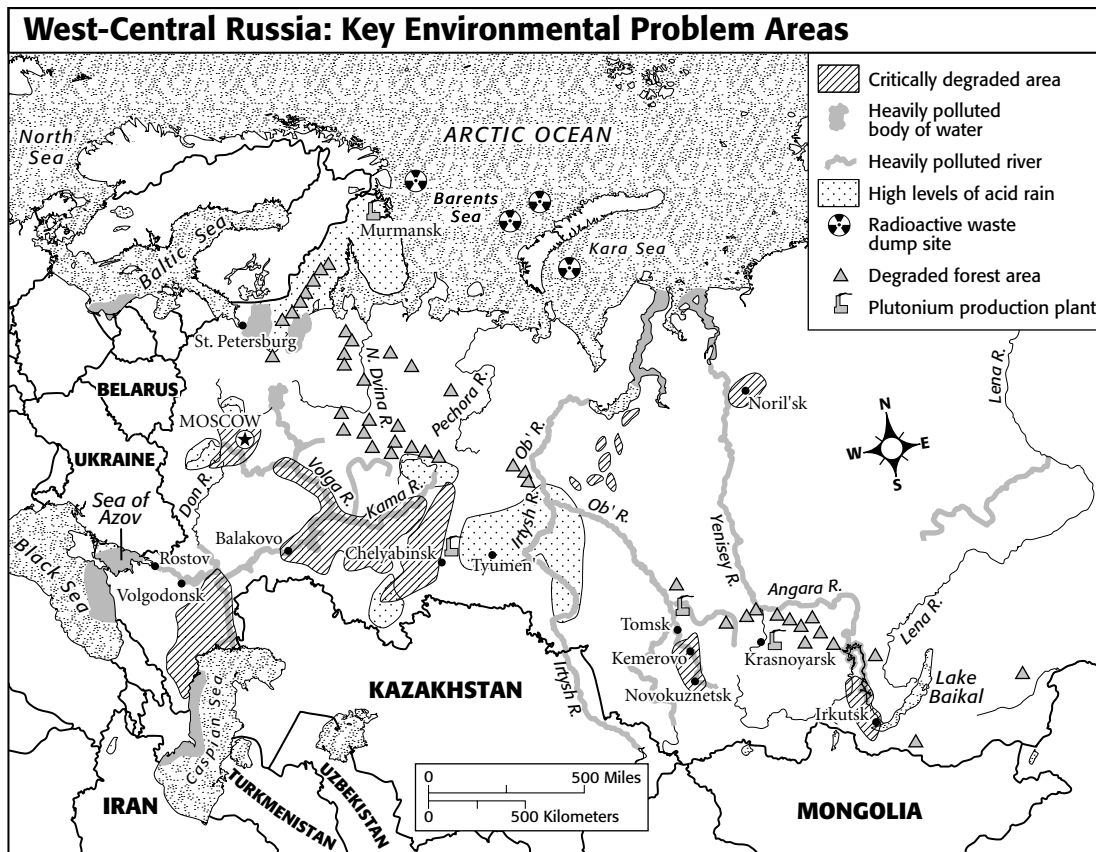 West-Central Russia: Key Environmental Problem Areas
Critically degraded area
Heavily polluted
body of water
Heavily polluted river
High levels of acid rain
Radioactive waste
dump site
Degraded forest area
Plutonium production plant
North
Sea
ARCTIC OCEAN
Barents
Sea
Kara Sea
Murmansk
Baltic Sea
St. Petersburg
N. Dvina R.
Pechora R.
Lena R.
BELARUS
Noril'sk
MOSCOW
Ob' R.
N
W
E
S
UKRAINE
Volga R.
Kama R.
Don R.
Irtysh R.
Ob' R.
Yenisey R.
Sea of
Azov
Balakovo
Chelyabinsk
Tyumen
Black Sea
Rostov
Volgodonsk
Angara R.
Lena R.
Tomsk
Kemerovo
Krasnoyarsk
Novokuznetsk
Lake
Baikal
Irkutsk
KAZAKHSTAN
Irtysh R.
Caspian Sea
0
500 Miles
0
500 Kilometers
IRAN
TURKMENISTAN
UZBEKISTAN
MONGOLIA